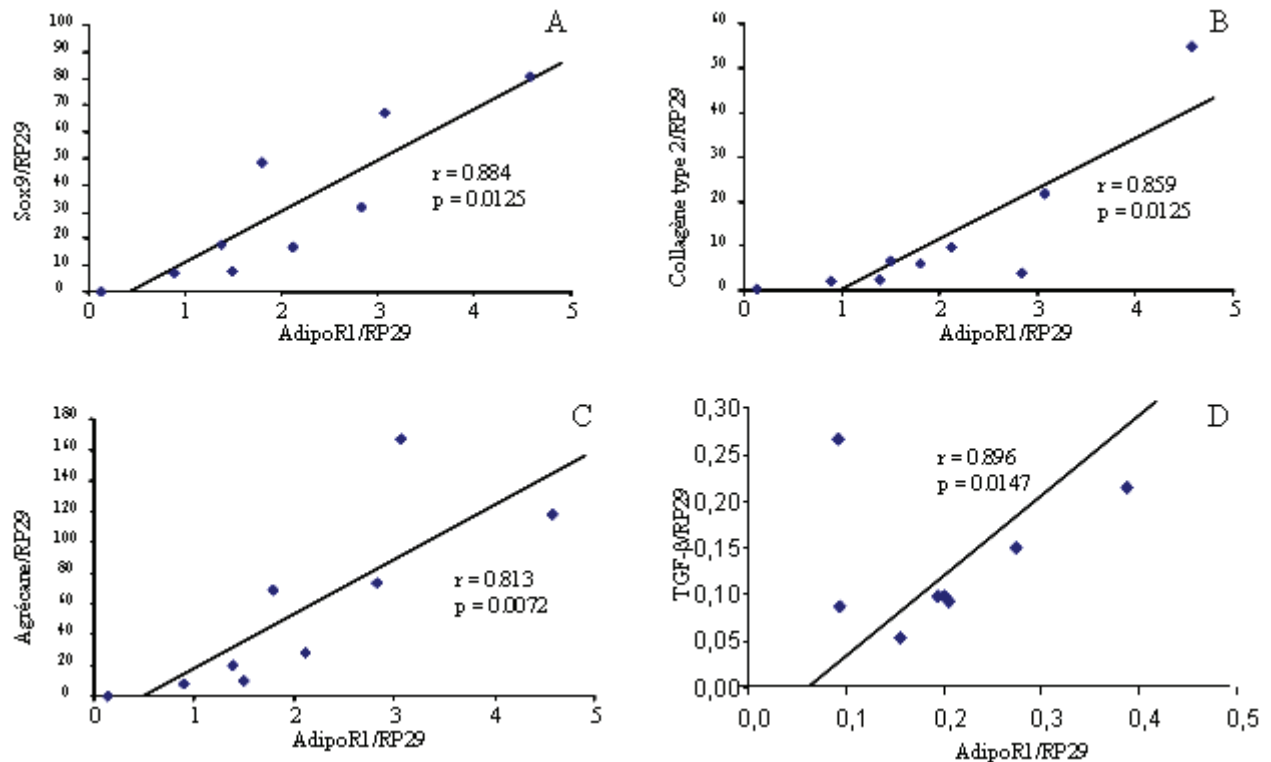 A
Sox9/RP29
100
90
80
70
60
50
40
30
20
10
0
r = 0.884
p = 0.0125
0 1 2 3 4 5
AdipoR1/RP29
B
Collagène type 2/RP29
60
50
40
30
20
10
0
r = 0.859
p = 0.0125
0 1 2 3 4 5
AdipoR1/RP29
C
Agrécane/RP29
180
160
140
120
100
80
60
40
20
0
r = 0.813
p = 0.0072
0 1 2 3 4 5
AdipoR1/RP29
D
TGF-β/RP29
0,30
0,25
0,20
0,15
0,10
0,05
0,00
r = 0.896
p = 0.0147
0,0 0,1 0,2 0,3 0,4 0,5
AdipoR1/RP29